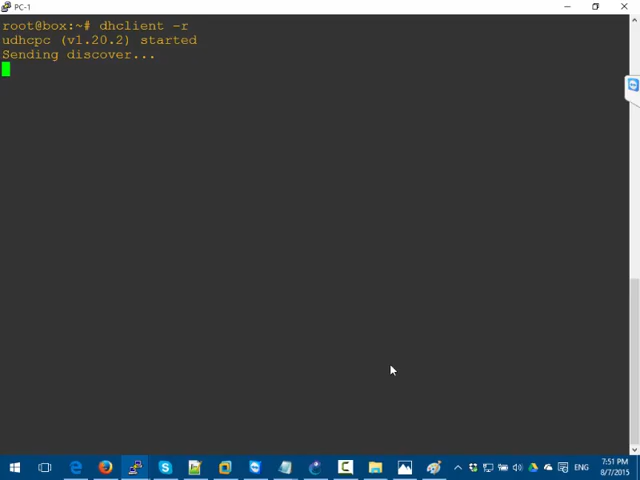 PC-1
root@box:~# dhclient -r
udhcpc (v1.20.2) started
Sending discover...
ENG
7:51 PM
8/7/2015